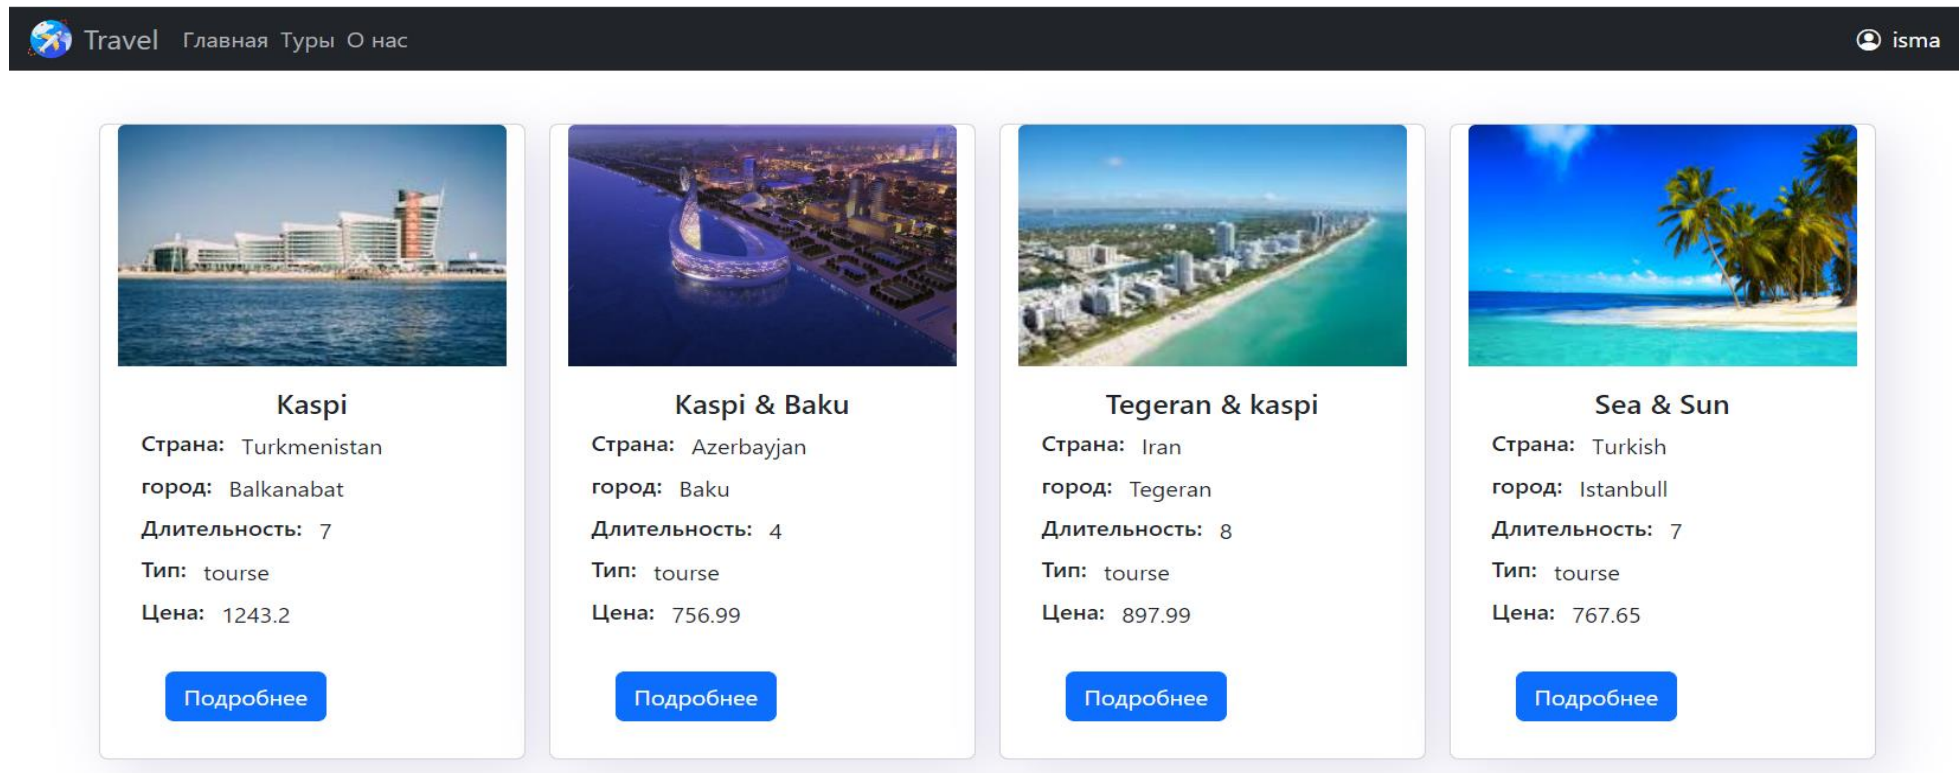 Travel Главная Туры О нас isma
Kaspi
Страна: Turkmenistan
город: Balkanabat
Длительность: 7
Тип: tourse
Цена: 1243.2
Подробнее
Kaspi & Baku
Страна: Azerbayjan
город: Baku
Длительность: 4
Тип: tourse
Цена: 756.99
Подробнее
Tegeran & kaspi
Страна: Iran
город: Tegeran
Длительность: 8
Тип: tourse
Цена: 897.99
Подробнее
Sea & Sun
Страна: Turkish
город: Istanbull
Длительность: 7
Тип: tourse
Цена: 767.65
Подробнее